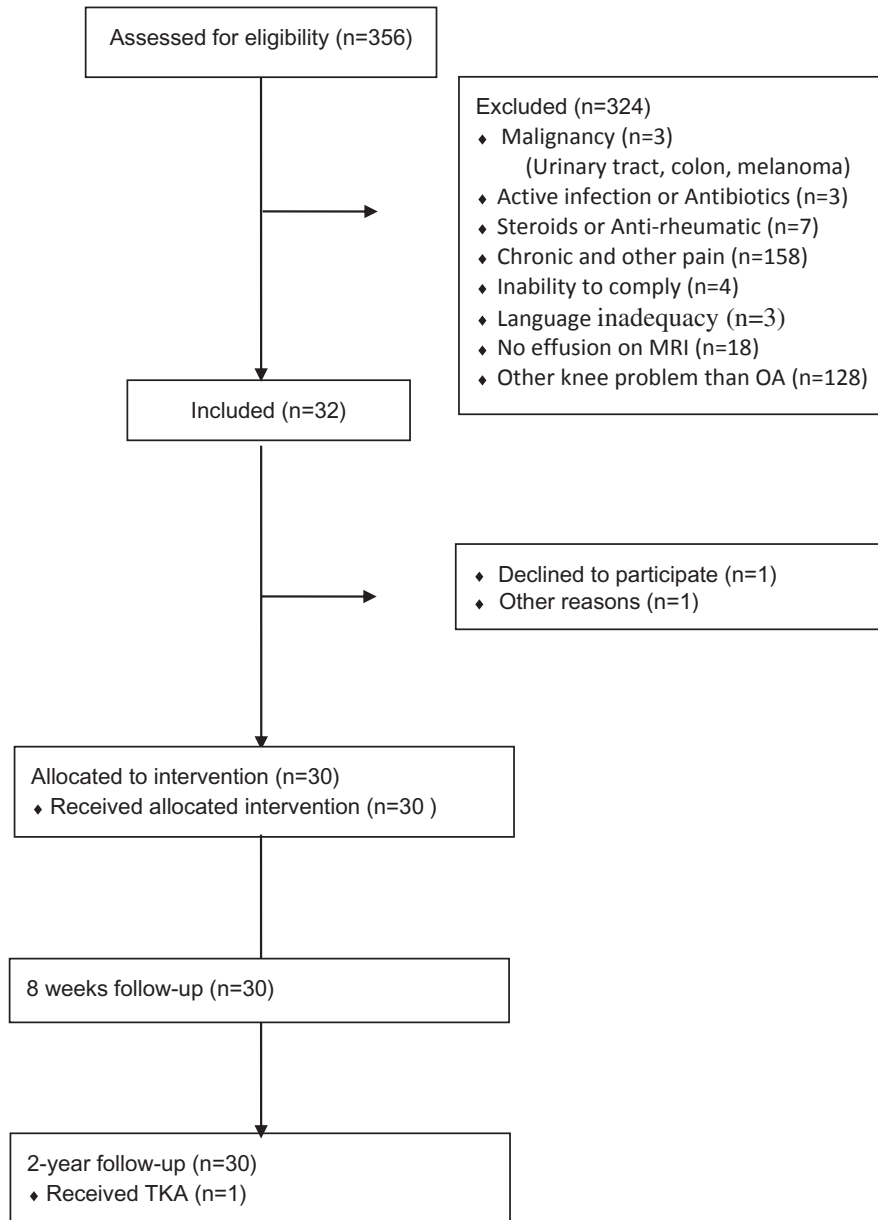 Assessed for eligibility (n=356)
Excluded (n=324)
♦ Malignancy (n=3)
(Urinary tract, colon, melanoma)
♦ Active infection or Antibiotics (n=3)
♦ Steroids or Anti-rheumatic (n=7)
♦ Chronic and other pain (n=158)
♦ Inability to comply (n=4)
♦ Language inadequacy (n=3)
♦ No effusion on MRI (n=18)
♦ Other knee problem than OA (n=128)
Included (n=32)
♦ Declined to participate (n=1)
♦ Other reasons (n=1)
Allocated to intervention (n=30)
♦ Received allocated intervention (n=30 )
8 weeks follow-up (n=30)
2-year follow-up (n=30)
♦ Received TKA (n=1)